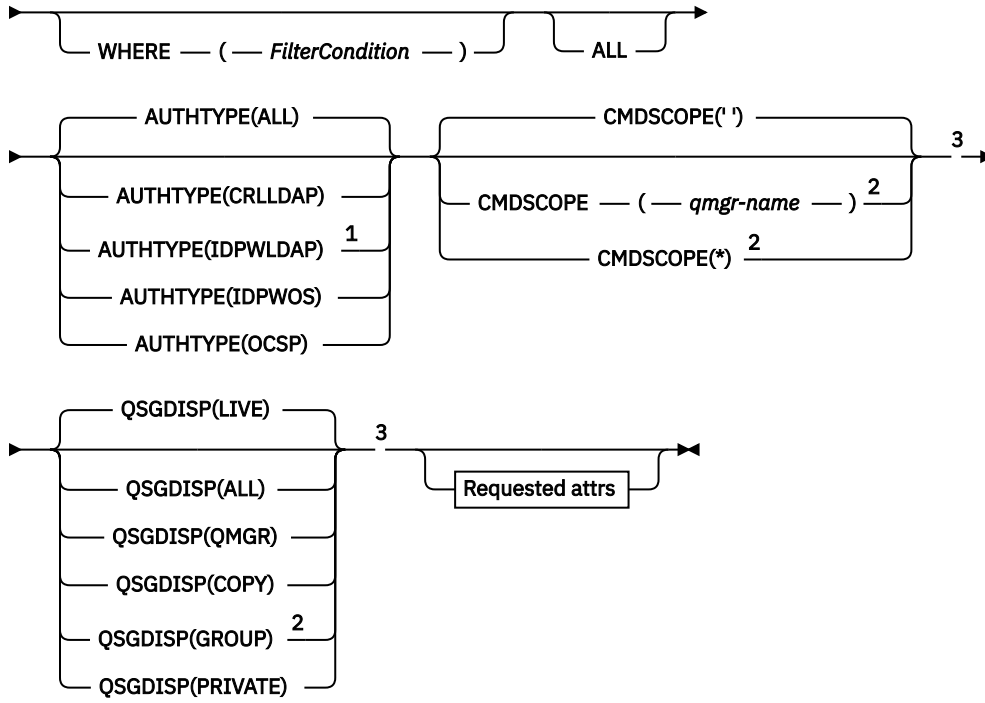 WHERE ( FilterCondition ) ALL
AUTHTYPE(ALL) CMDSCOPE(' ')
3
AUTHTYPE(CRLLDAP) CMDSCOPE ( qmgr-name ) 2
AUTHTYPE(IDPWLDAP) 1 CMDSCOPE(*) 2
AUTHTYPE(IDPWOS)
AUTHTYPE(OCSP)
QSGDISP(LIVE)
3
QSGDISP(ALL) Requested attrs
QSGDISP(QMGR)
QSGDISP(COPY)
QSGDISP(GROUP) 2
QSGDISP(PRIVATE)